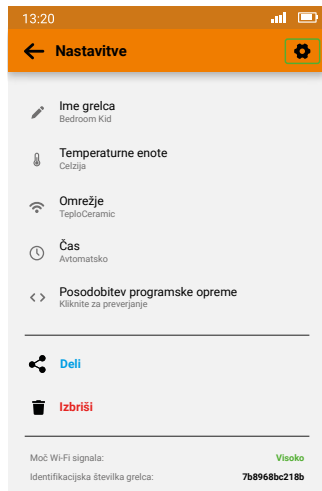 13:20
Nastavitve
Ime grelca
Bedroom Kid
Temperaturne enote
Celzija
Omrežje
TeploCeramic
Čas
Avtomatsko
Posodobitev programske opreme
Kliknite za preverjanje
Deli
Izbriši
Moč Wi-Fi signala: Visoko
Identifikacijska številka grelca: 7b8968bc218b